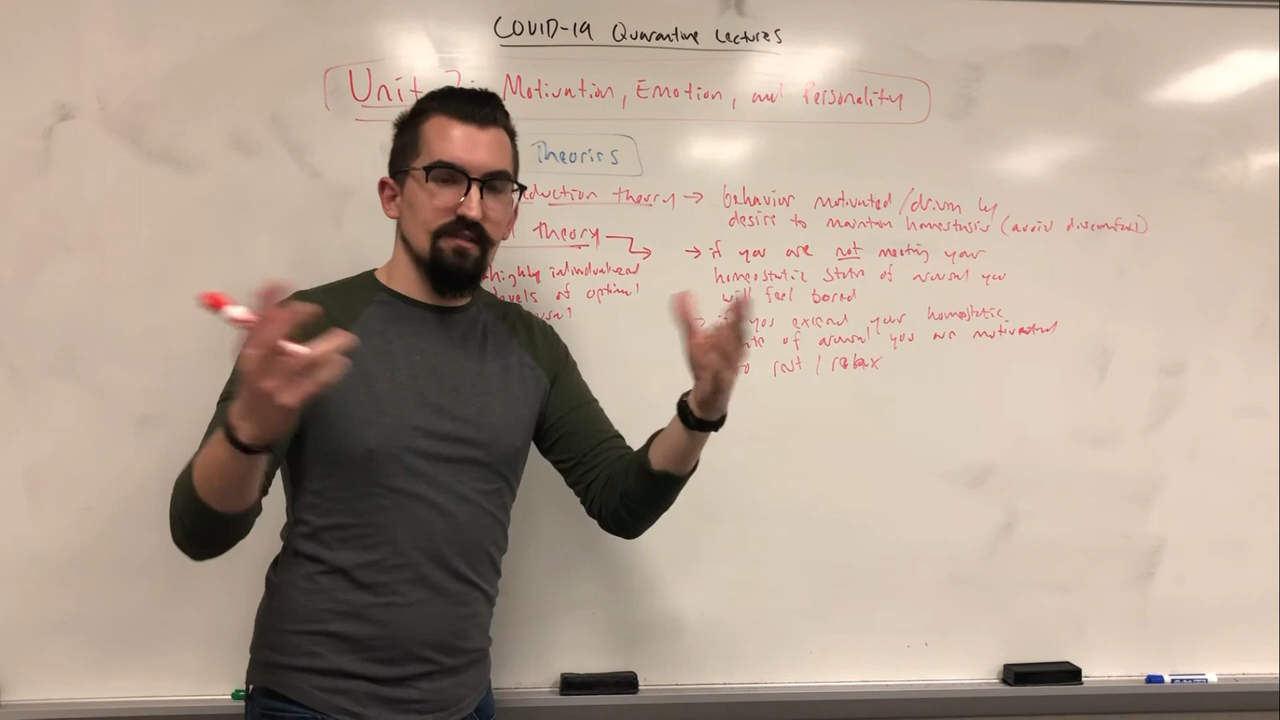 COVID-19 Quarantine Lectures
Unit 7: Motivation, Emotion, and Personality
Theories
eduction theory → behavior motivated/driven by
desire to maintain homeostasis (avoid discomfort)
theory → if you are not meeting your
homeostatic state of arousal you
will feel bored
highly individualized
levels of optimal
if you exceed your homeostatic
of arousal you are motivated
rest / relax